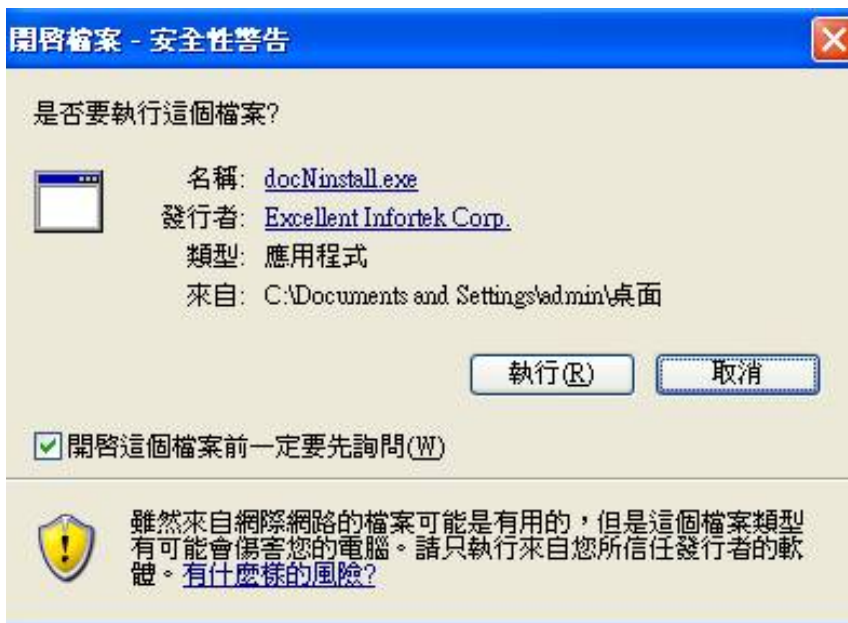 開啓檔案 - 安全性警告
是否要執行這個檔案?
名稱: docNinstall.exe
發行者: Excellent Infortek Corp.
類型: 應用程式
來自: C:\Documents and Settings\admin\桌面
執行(R)
取消
開啓這個檔案前一定要先詢問(W)
雖然來自網際網路的檔案可能是有用的，但是這個檔案類型
有可能會傷害您的電腦。請只執行來自您所信任發行者的軟
體。有什麼樣的風險?